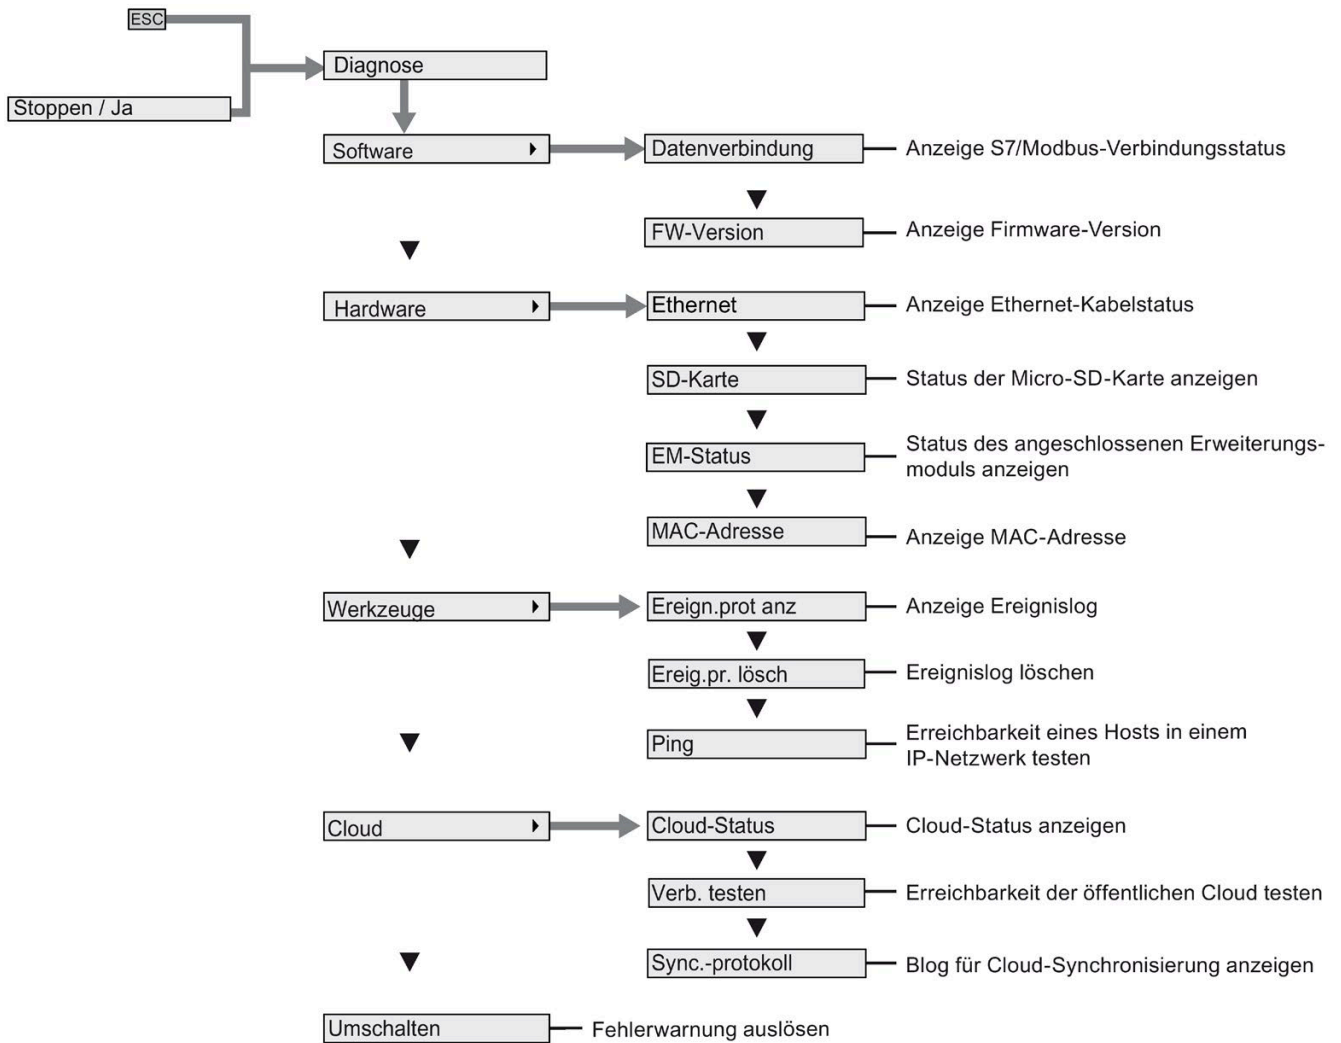 ESC
Diagnose
Stoppen / Ja
Software
Datenverbindung
Anzeige S7/Modbus-Verbindungsstatus
FW-Version
Anzeige Firmware-Version
Hardware
Ethernet
Anzeige Ethernet-Kabelstatus
SD-Karte
Status der Micro-SD-Karte anzeigen
EM-Status
Status des angeschlossenen Erweiterungs-
moduls anzeigen
MAC-Adresse
Anzeige MAC-Adresse
Werkzeuge
Ereign.prot anz
Anzeige Ereignislog
Ereig.pr. lösch
Ereignislog löschen
Ping
Erreichbarkeit eines Hosts in einem
IP-Netzwerk testen
Cloud
Cloud-Status
Cloud-Status anzeigen
Verb. testen
Erreichbarkeit der öffentlichen Cloud testen
Sync.-protokoll
Blog für Cloud-Synchronisierung anzeigen
Umschalten
Fehlerwarnung auslösen